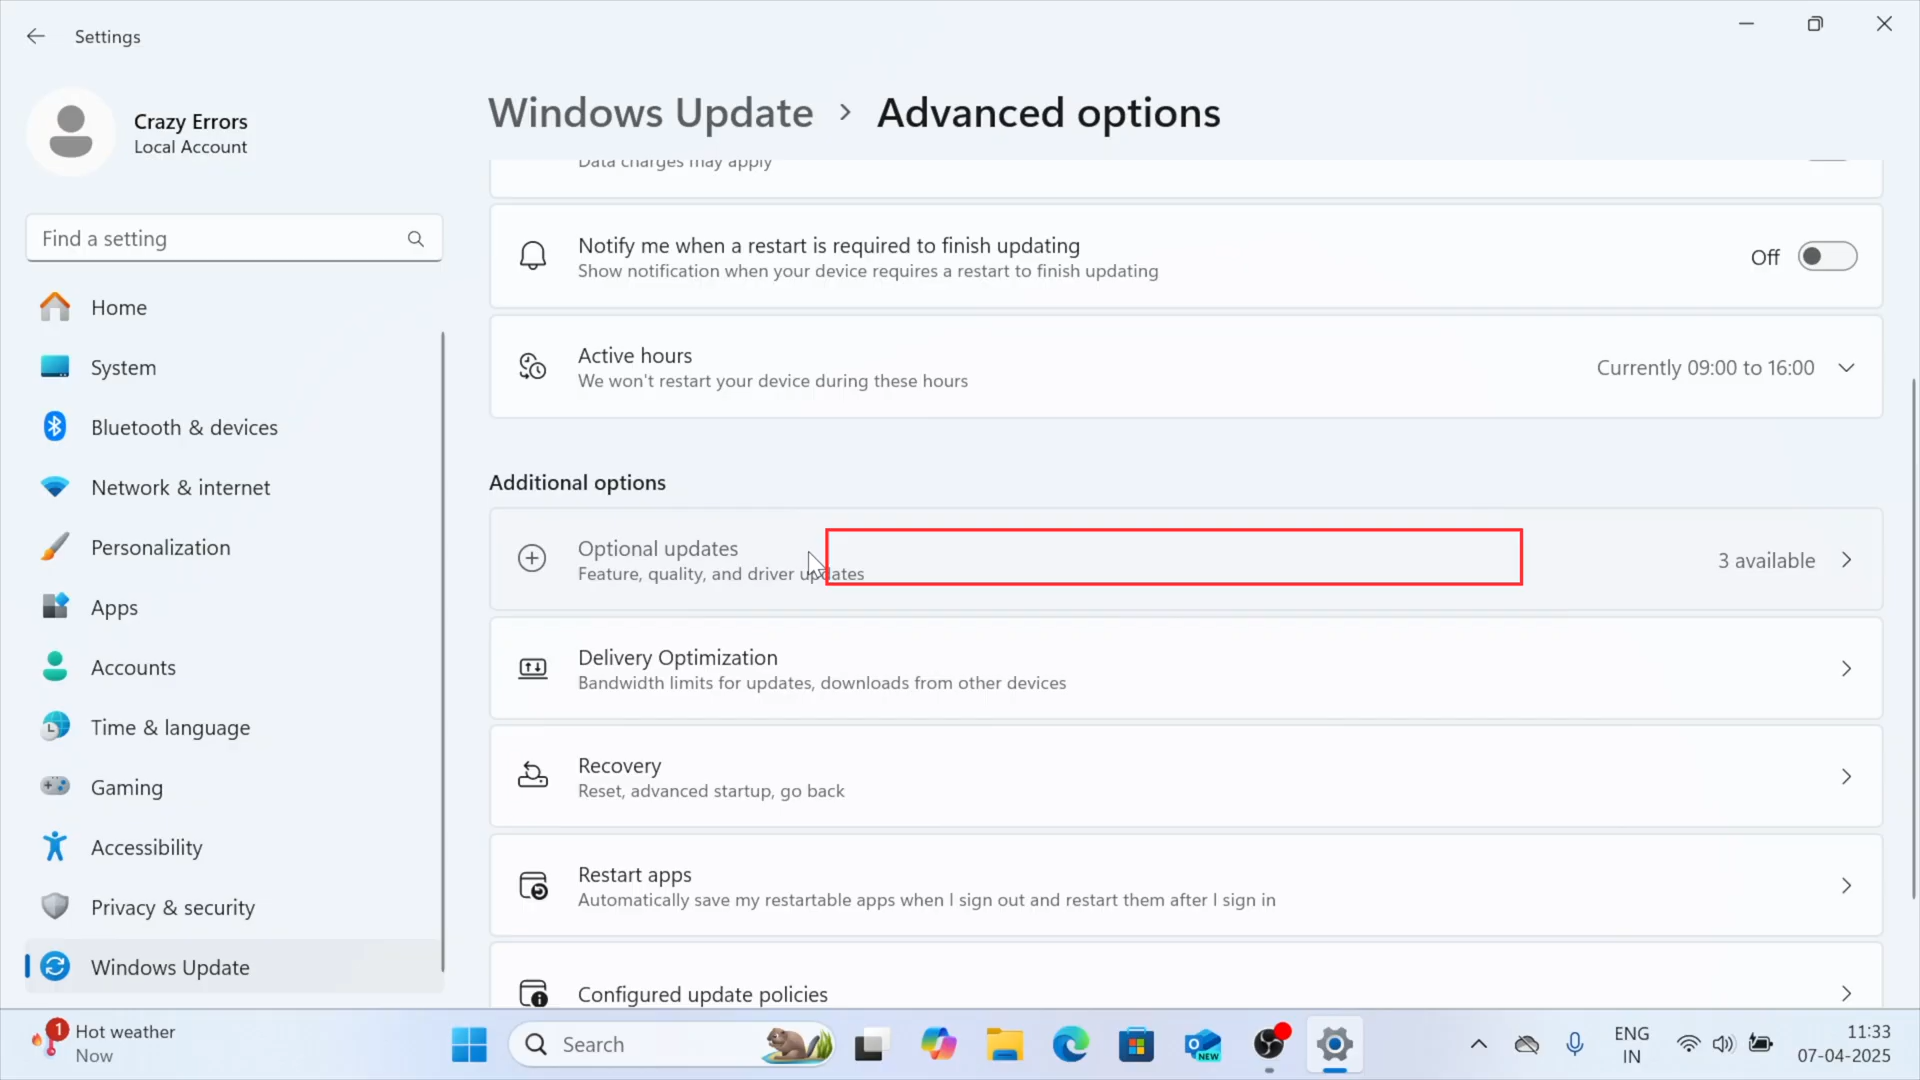 Settings
Crazy Errors
Local Account
Find a setting
Home
System
Bluetooth & devices
Network & internet
Personalization
Apps
Accounts
Time & language
Gaming
Accessibility
Privacy & security
Windows Update
Windows Update > Advanced options
Data charges may apply
Notify me when a restart is required to finish updating
Show notification when your device requires a restart to finish updating
Off
Active hours
We won't restart your device during these hours
Currently 09:00 to 16:00
Additional options
Optional updates
Feature, quality, and driver updates
3 available
Delivery Optimization
Bandwidth limits for updates, downloads from other devices
Recovery
Reset, advanced startup, go back
Restart apps
Automatically save my restartable apps when I sign out and restart them after I sign in
Configured update policies
1
Hot weather
Now
Search
NEW
ENG
IN
11:33
07-04-2025